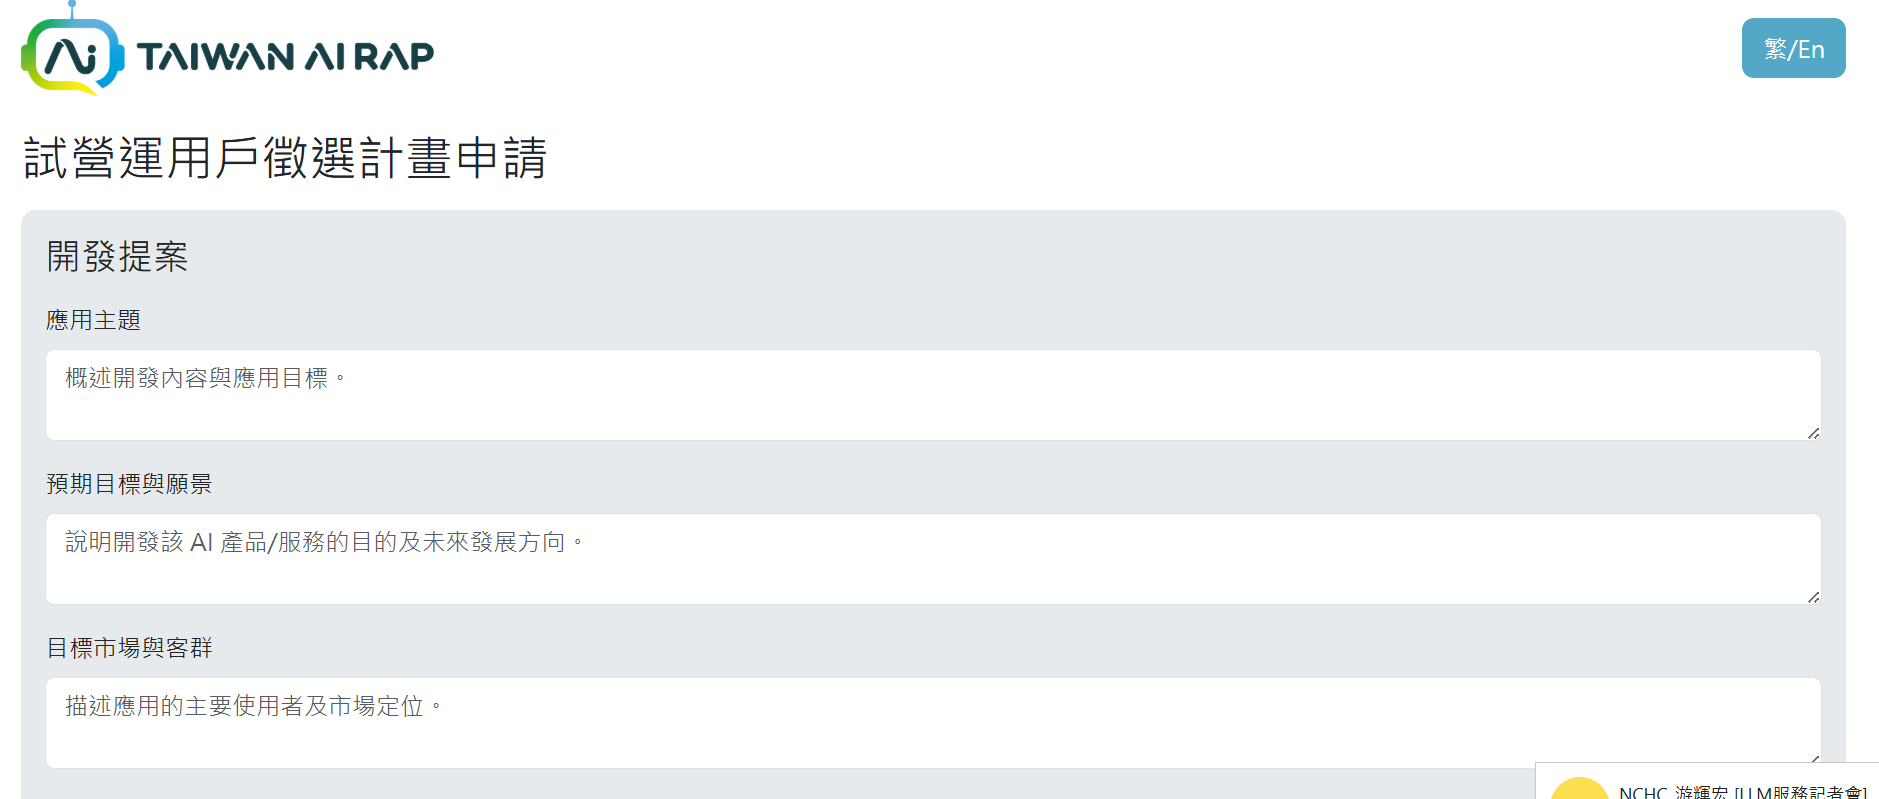 Ai TAIWAN AI RAP
繁/En
試營運用戶徵選計畫申請
開發提案
應用主題
概述開發內容與應用目標。
預期目標與願景
說明開發該 AI 產品/服務的目的及未來發展方向。
目標市場與客群
描述應用的主要使用者及市場定位。
NCHC 游輝宏 [LLM服務記者會]